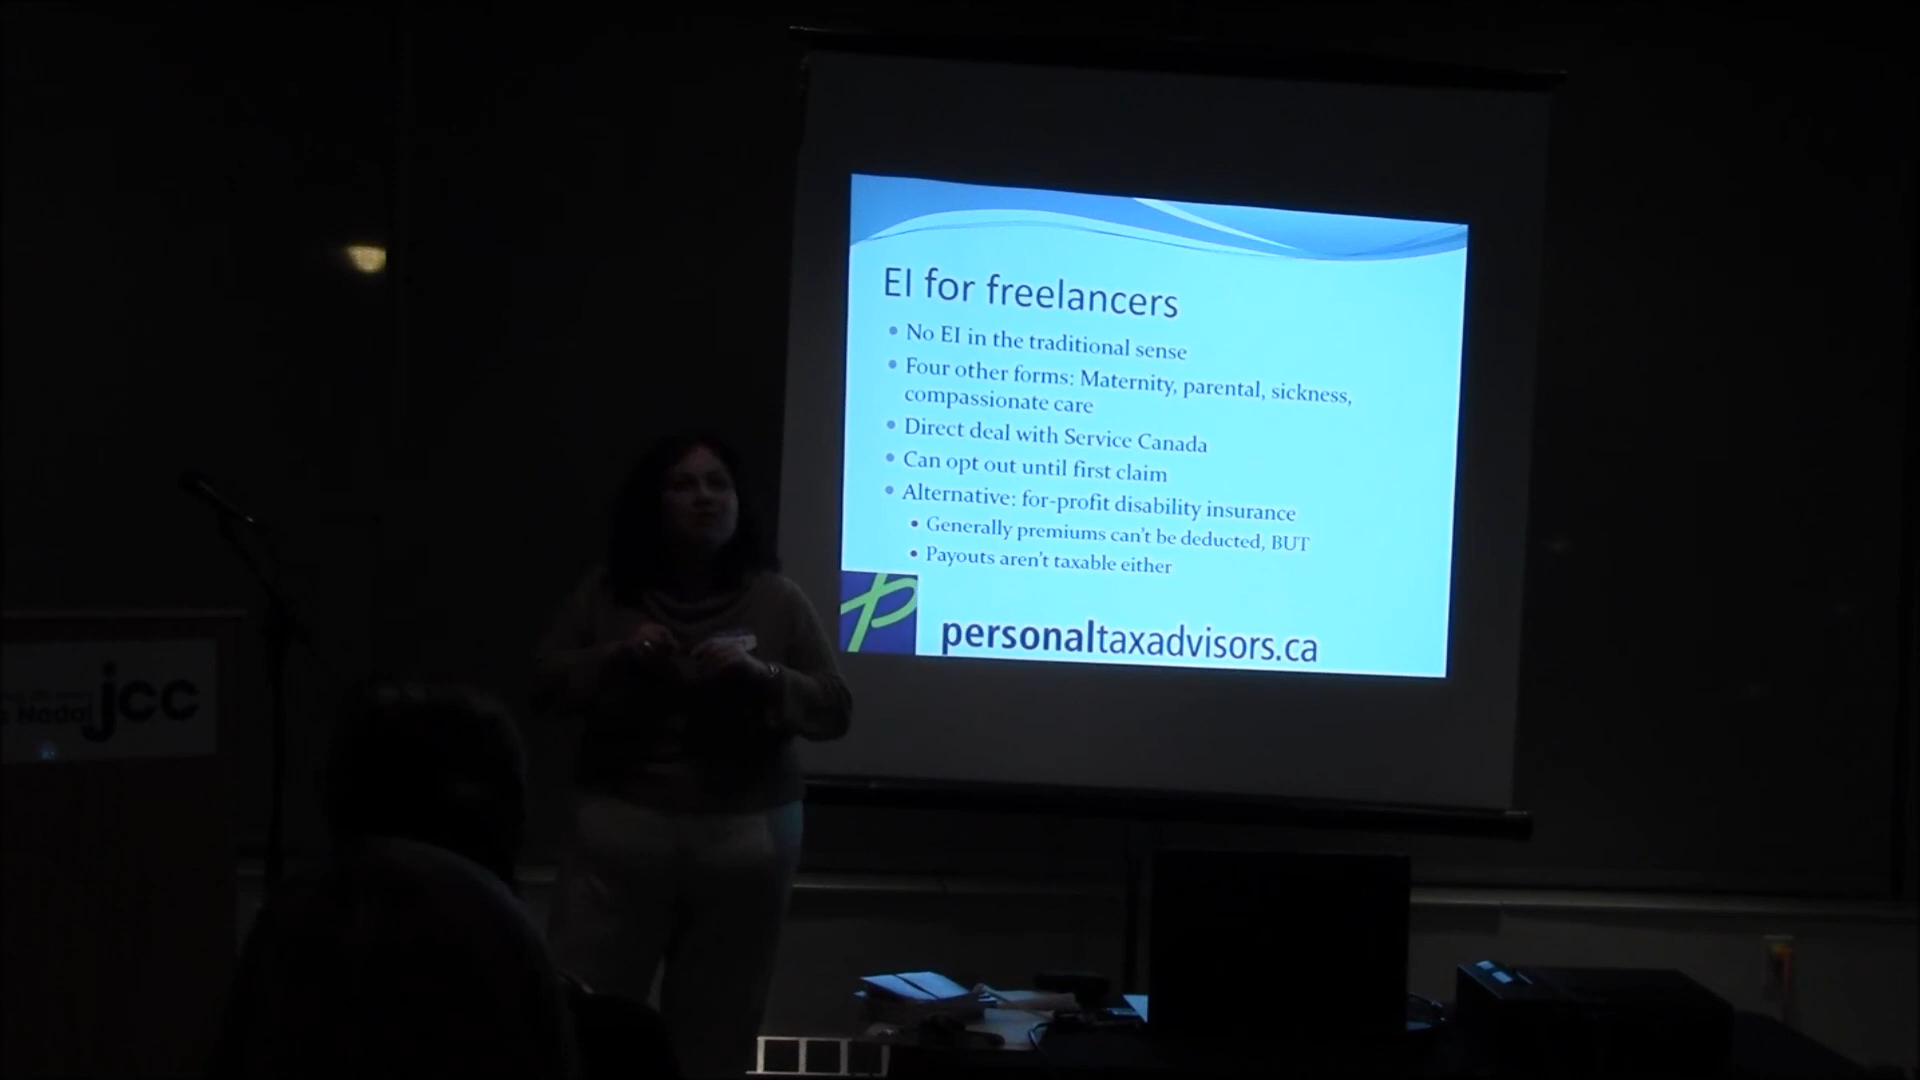 EI for freelancers
• No EI in the traditional sense
• Four other forms: Maternity, parental, sickness,
compassionate care
• Direct deal with Service Canada
• Can opt out until first claim
• Alternative: for-profit disability insurance
• Generally premiums can't be deducted, BUT
• Payouts aren't taxable either
personaltaxadvisors.ca
Nadal jcc